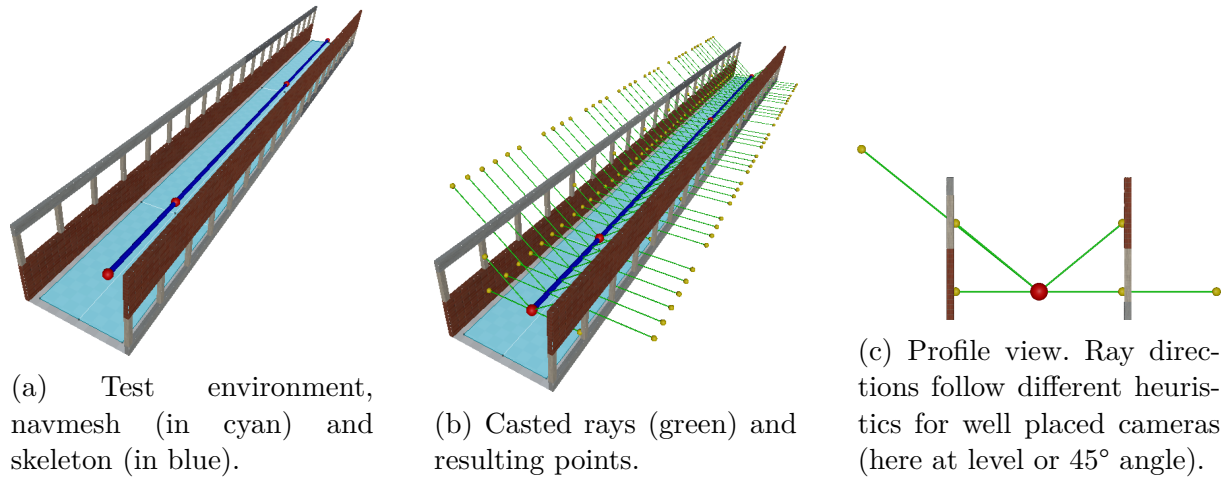 (a) Test environment,
navmesh (in cyan) and
skeleton (in blue).
(b) Casted rays (green) and
resulting points.
(c) Profile view. Ray direc-
tions follow different heuris-
tics for well placed cameras
(here at level or 45° angle).